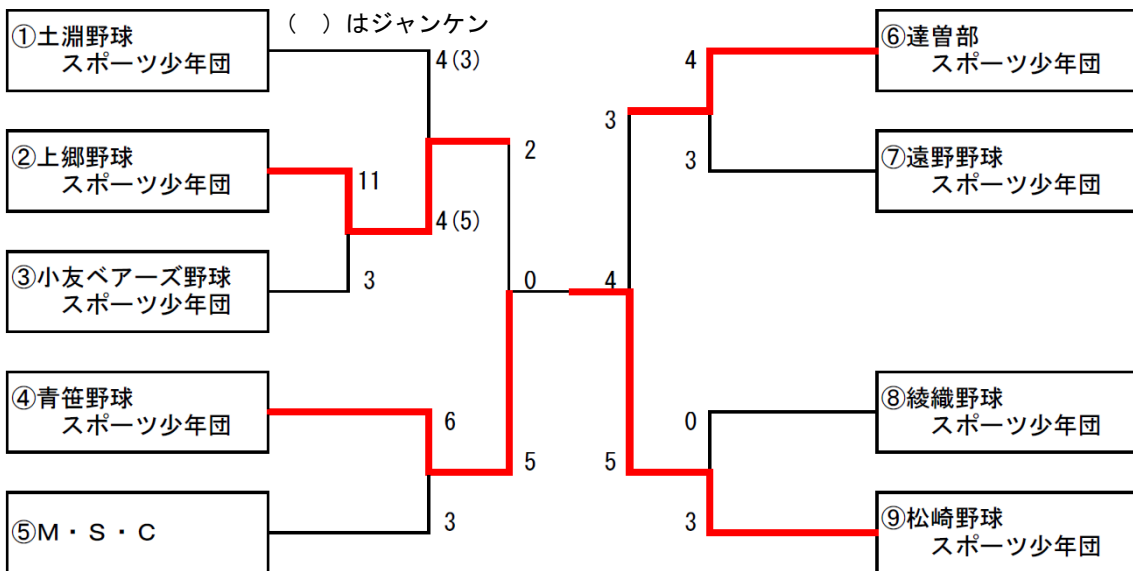 ( )はジャンケン
①土淵野球
スポーツ少年団
4(3)
②上郷野球
スポーツ少年団
11
4(5)
2
③小友ベアーズ野球
スポーツ少年団
3
0
④青笹野球
スポーツ少年団
6
5
⑤M・S・C
3
⑥達曽部
スポーツ少年団
4
3
⑦遠野野球
スポーツ少年団
3
4
⑧綾織野球
スポーツ少年団
0
5
⑨松崎野球
スポーツ少年団
3